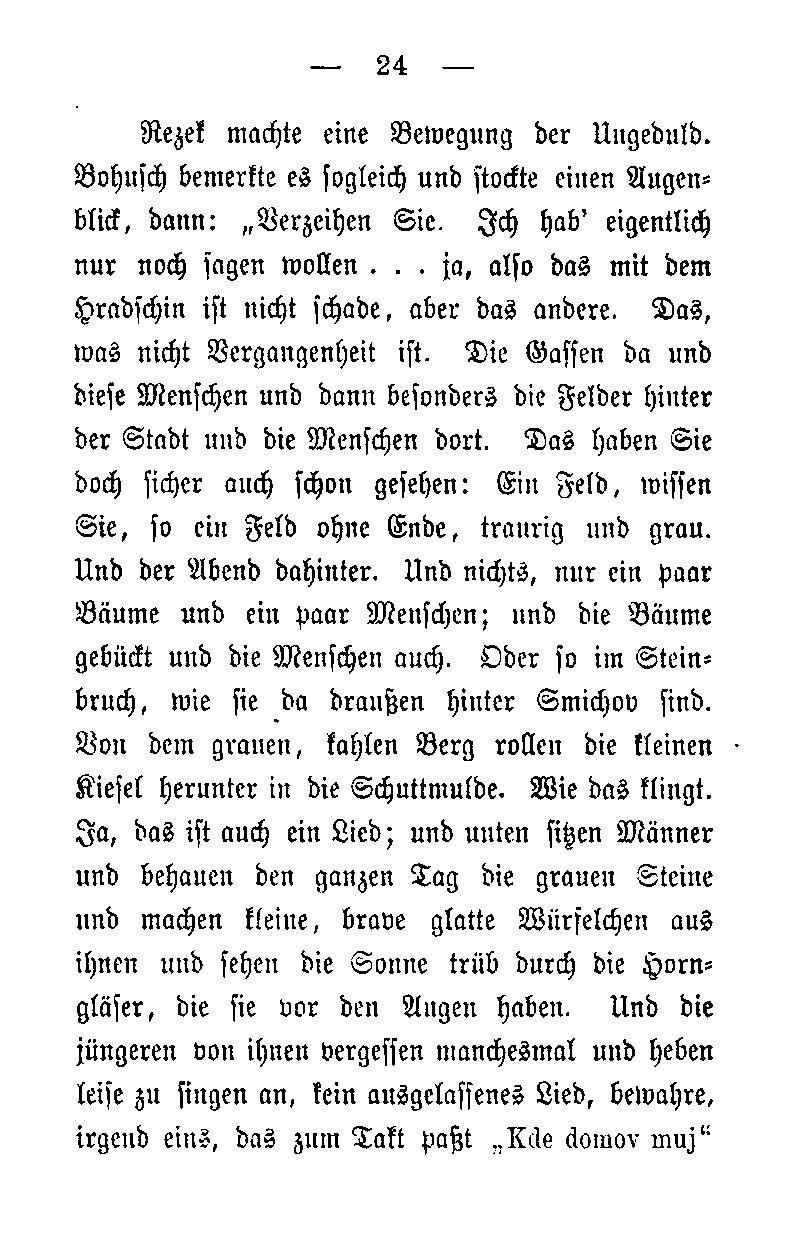 — 24 —
Rezek machte eine Bewegung der Ungeduld.
Bohusch bemerkte es sogleich und stockte einen Augen-
blick, dann: „Verzeihen Sie. Ich hab' eigentlich
nur noch sagen wollen . . . ja, also das mit dem
Hradschin ist nicht schade, aber das andere. Das,
was nicht Vergangenheit ist. Die Gassen da und
diese Menschen und dann besonders die Felder hinter
der Stadt und die Menschen dort. Das haben Sie
doch sicher auch schon gesehen: Ein Feld, wissen
Sie, so ein Feld ohne Ende, traurig und grau.
Und der Abend dahinter. Und nichts, nur ein paar
Bäume und ein paar Menschen; und die Bäume
gebückt und die Menschen auch. Oder so im Stein-
bruch, wie sie da draußen hinter Smichov sind.
Von dem grauen, kahlen Berg rollen die kleinen
Kiesel herunter in die Schuttmulde. Wie das klingt.
Ja, das ist auch ein Lied; und unten sitzen Männer
und behauen den ganzen Tag die grauen Steine
und machen kleine, brave glatte Würfelchen aus
ihnen und sehen die Sonne trüb durch die Horn-
gläser, die sie vor den Augen haben. Und die
jüngeren von ihnen vergessen manchesmal und heben
leise zu singen an, kein ausgelassenes Lied, bewahre,
irgend eins, das zum Takt paßt „Kde domov muj“